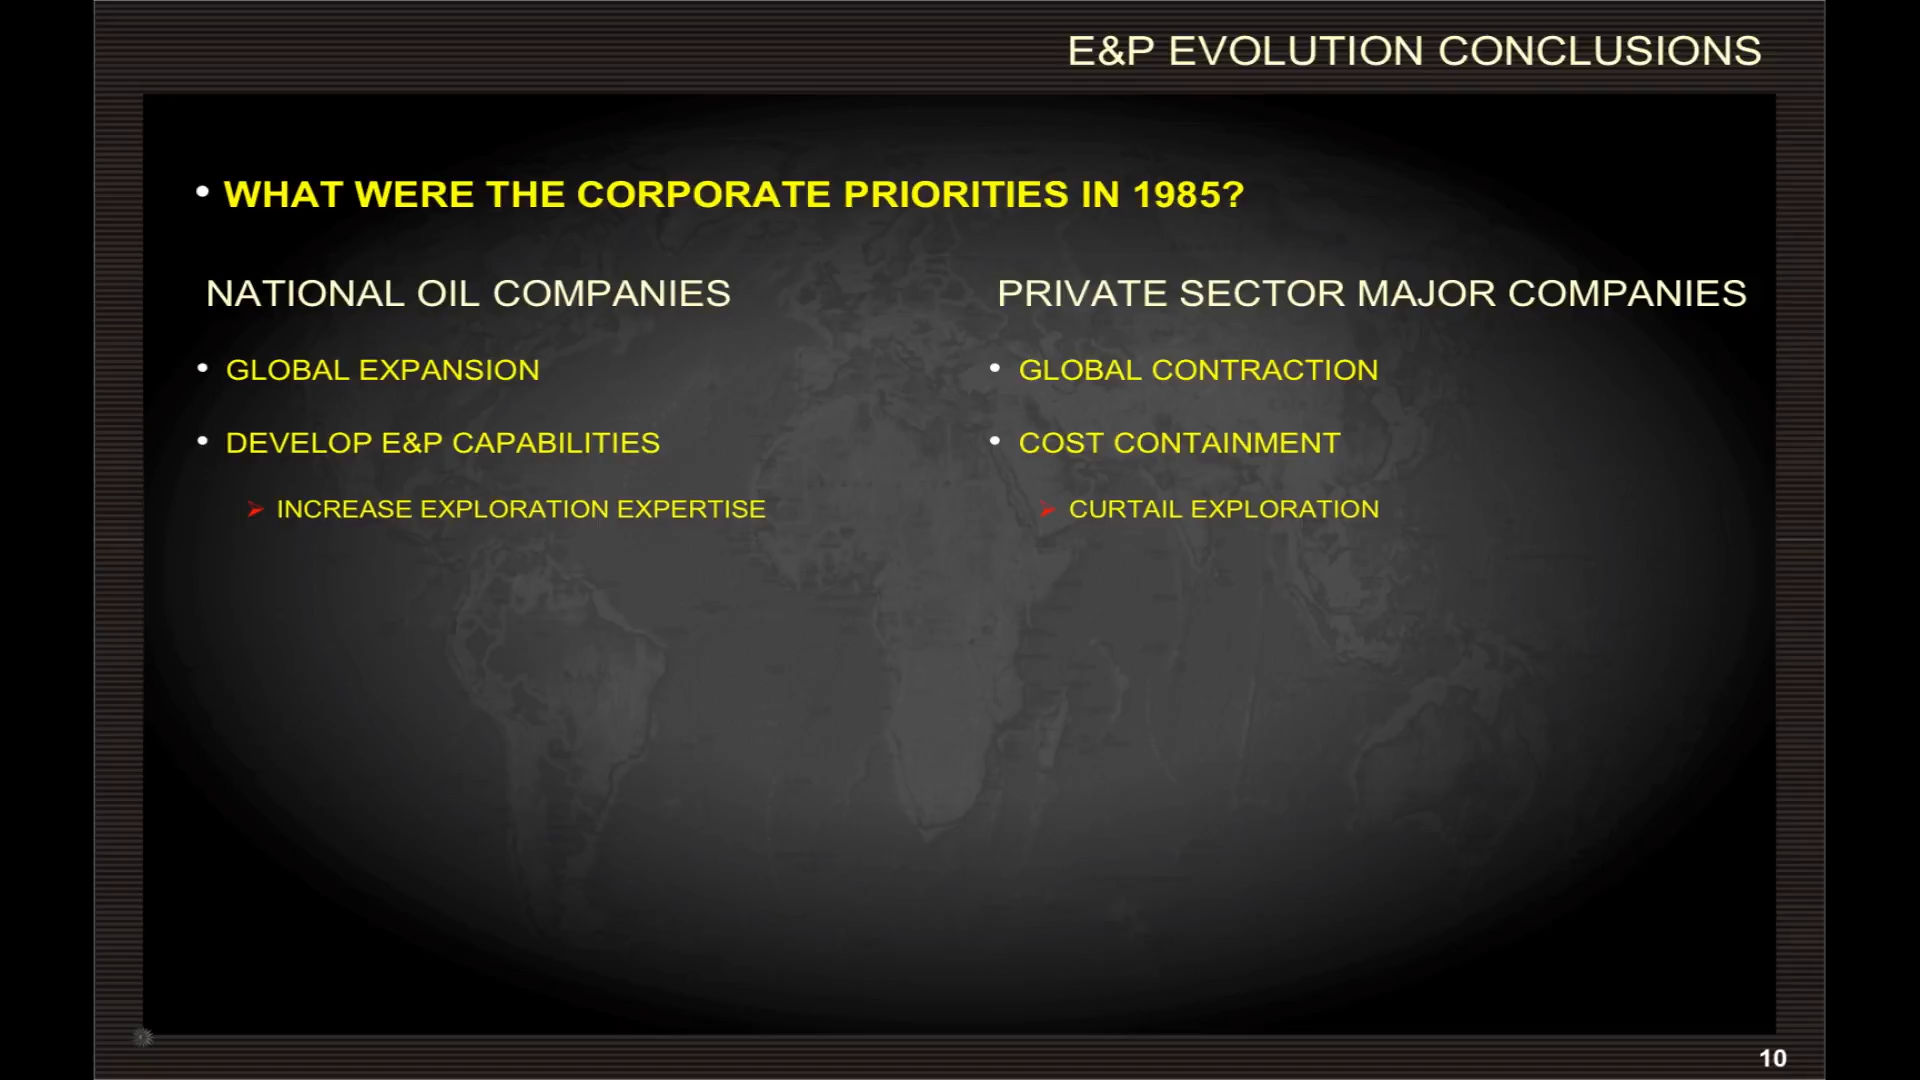 E&P EVOLUTION CONCLUSIONS
• WHAT WERE THE CORPORATE PRIORITIES IN 1985?
NATIONAL OIL COMPANIES
• GLOBAL EXPANSION
• DEVELOP E&P CAPABILITIES
➢ INCREASE EXPLORATION EXPERTISE
PRIVATE SECTOR MAJOR COMPANIES
• GLOBAL CONTRACTION
• COST CONTAINMENT
➢ CURTAIL EXPLORATION
10